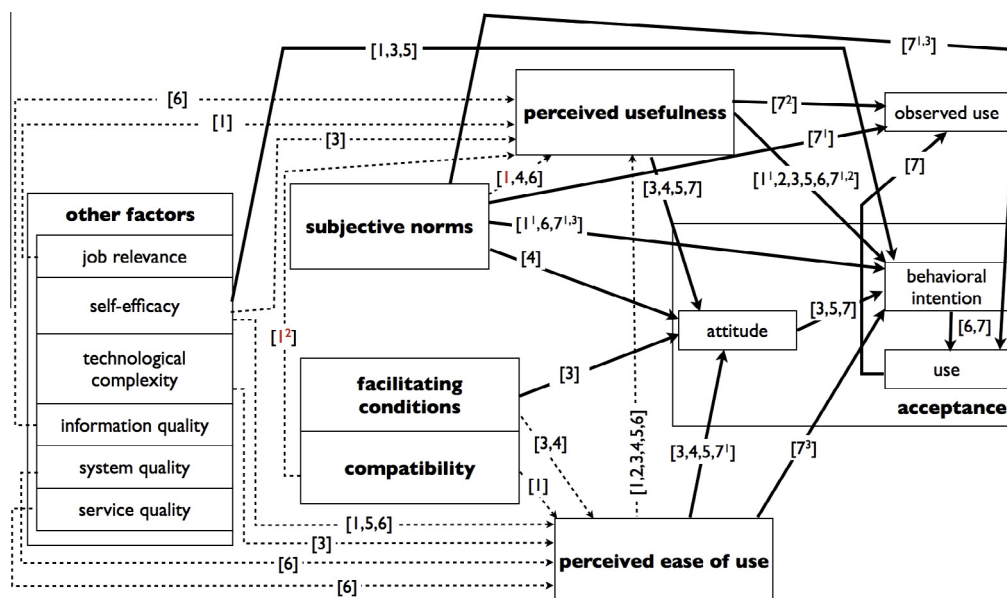 [1,3,5]
[7¹,³]
[6]
perceived usefulness
[7²]
observed use
[1]
[3]
[7¹]
[7]
[1,4,6]
[3,4,5,7]
[1¹,2,3,5,6,7¹,²]
other factors
subjective norms
[1¹,6,7¹,³]
job relevance
[4]
behavioral
intention
self-efficacy
[3,5,7]
attitude
[6,7]
[1²]
technological
complexity
facilitating
conditions
[3]
use
acceptance
information quality
[3,4]
[1,2,3,4,5,6]
[3,4,5,7¹]
[7³]
system quality
compatibility
[1]
service quality
[1,5,6]
[3]
perceived ease of use
[6]
[6]